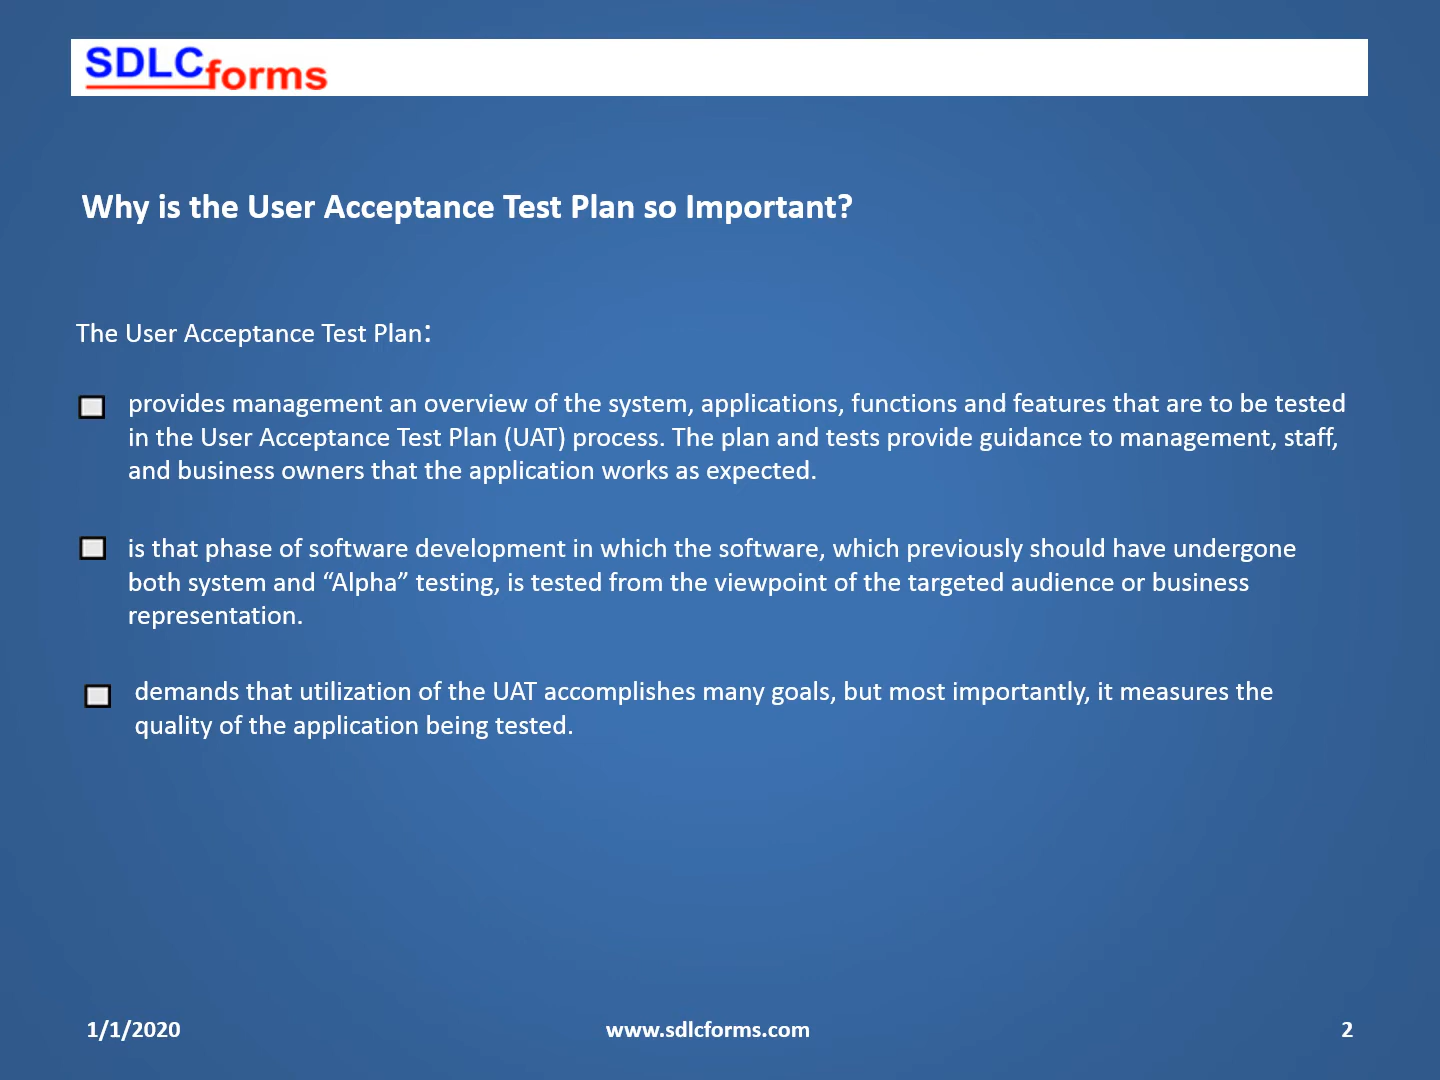 SDLCforms
Why is the User Acceptance Test Plan so Important?
The User Acceptance Test Plan:
provides management an overview of the system, applications, functions and features that are to be tested
in the User Acceptance Test Plan (UAT) process. The plan and tests provide guidance to management, staff,
and business owners that the application works as expected.
is that phase of software development in which the software, which previously should have undergone
both system and “Alpha” testing, is tested from the viewpoint of the targeted audience or business
representation.
demands that utilization of the UAT accomplishes many goals, but most importantly, it measures the
quality of the application being tested.
1/1/2020
www.sdlcforms.com
2